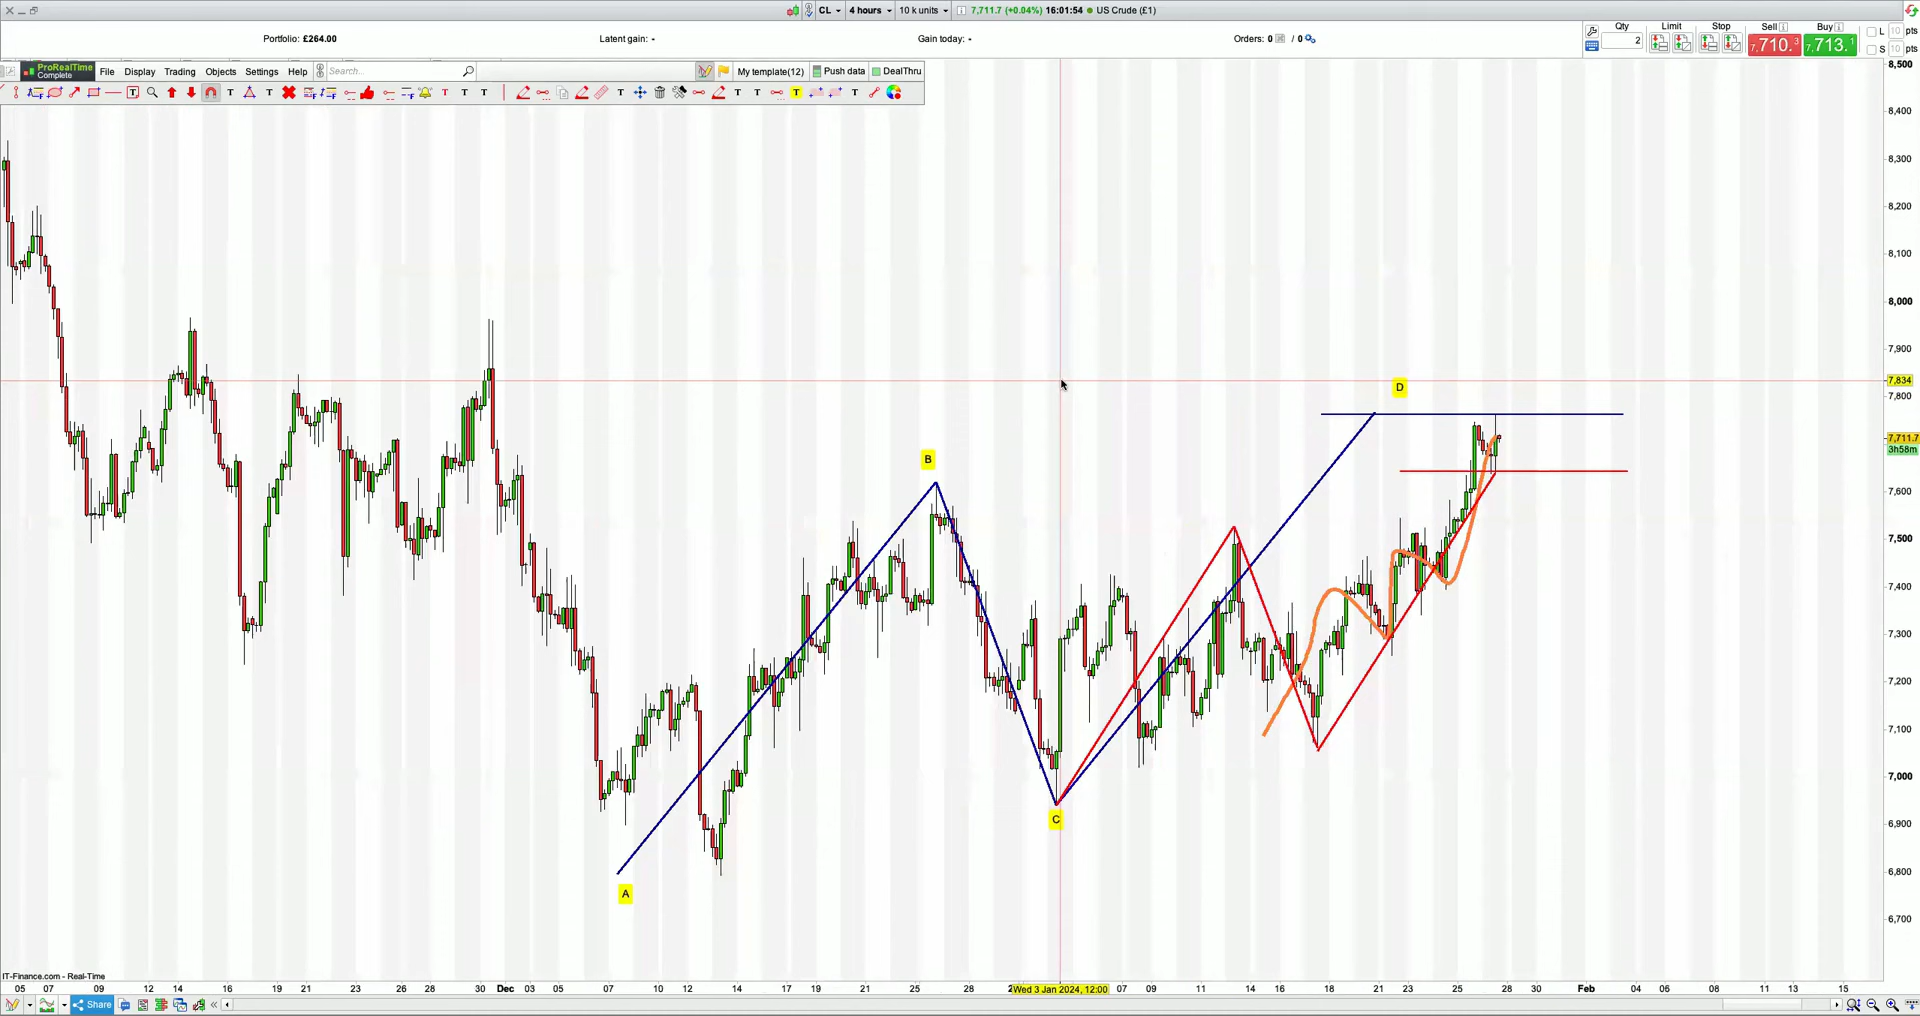 CL 4 hours 10 k units 7,711.7 (+0.04%) 16:01:54 US Crude (£1)
Portfolio: £264.00 Latent gain: - Gain today: - Orders: 0 / 0
Qty Limit Stop Sell Buy
2 7,710.3 7,713.1
L 10 pts
S 10 pts
ProRealTime
Complete
File Display Trading Objects Settings Help Search... My template(12) Push data DealThru
8,500
8,400
8,300
8,200
8,100
8,000
7,900
7,834
7,800
7,711.7
3h58m
7,600
7,500
7,400
7,300
7,200
7,100
7,000
6,900
6,800
6,700
D
B
C
A
IT-Finance.com - Real-Time
05 07 09 12 14 16 19 21 23 26 28 30 Dec 03 05 07 10 12 14 17 19 21 25 28 Wed 3 Jan 2024, 12:00 07 09 11 14 16 18 21 23 25 28 30 Feb 04 06 08 11 13 15
Share